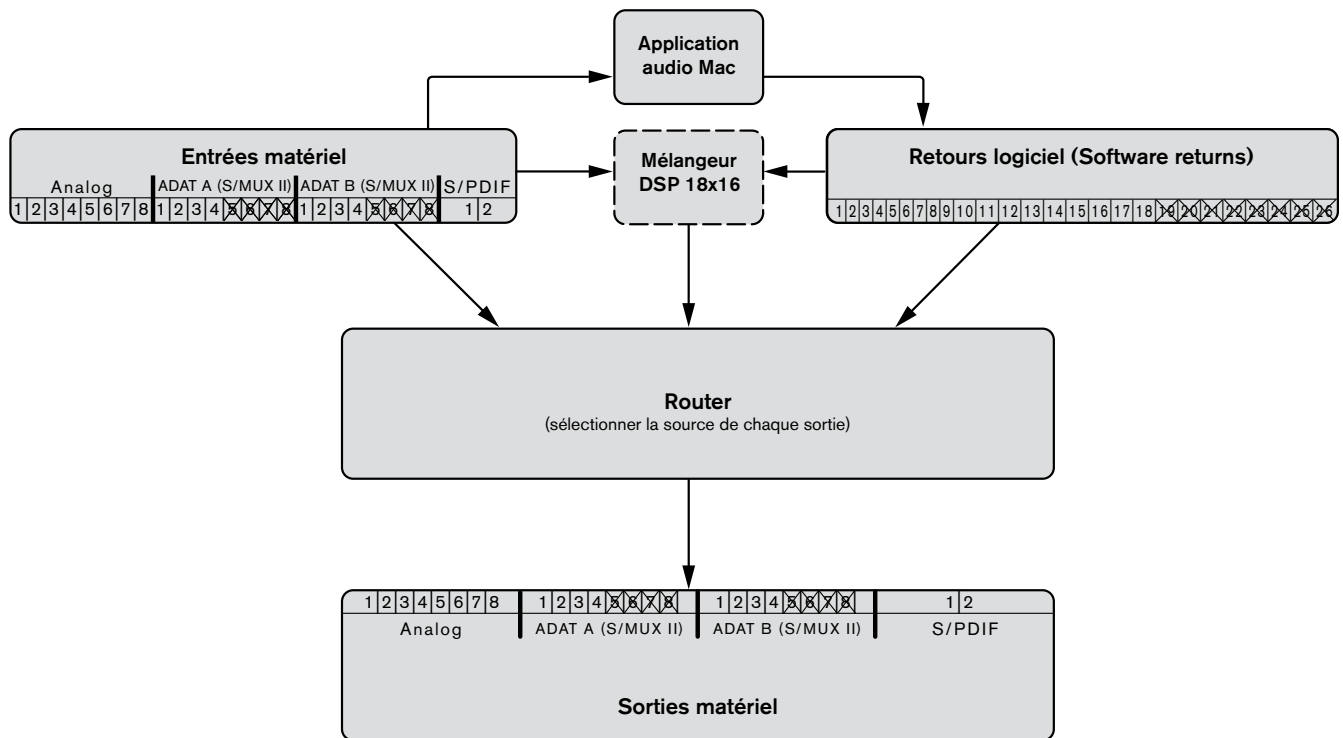 Application
audio Mac
Entrées matériel
Analog ADAT A (S/MUX II) ADAT B (S/MUX II) S/PDIF
1 2 3 4 5 6 7 8 1 2 3 4 5 6 7 8 1 2 3 4 5 6 7 8 1 2
Mélangeur
DSP 18x16
Retours logiciel (Software returns)
1 2 3 4 5 6 7 8 9 10 11 12 13 14 15 16 17 18 19 20 21 22 23 24 25 26
Router
(sélectionner la source de chaque sortie)
1 2 3 4 5 6 7 8 1 2 3 4 5 6 7 8 1 2 3 4 5 6 7 8 1 2
Analog ADAT A (S/MUX II) ADAT B (S/MUX II) S/PDIF
Sorties matériel